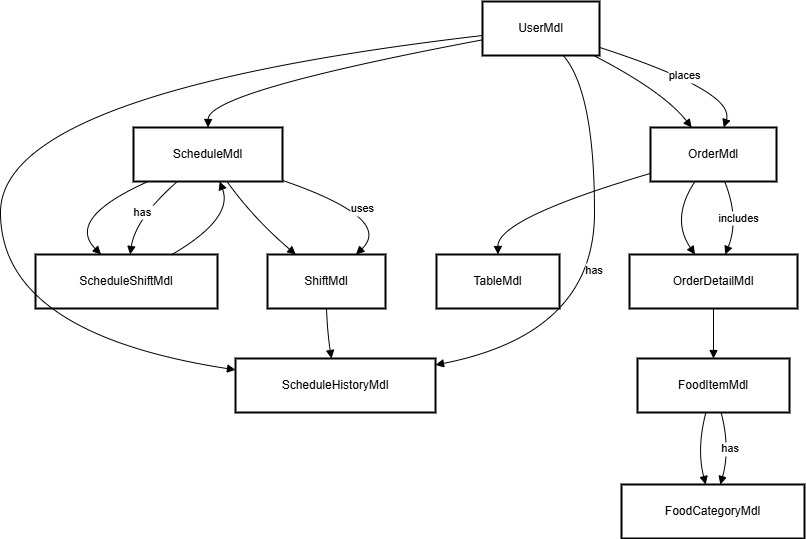 UserMdl
places
ScheduleMdl
OrderMdl
has
uses
includes
ScheduleShiftMdl
ShiftMdl
has
TableMdl
OrderDetailMdl
ScheduleHistoryMdl
FoodItemMdl
has
FoodCategoryMdl